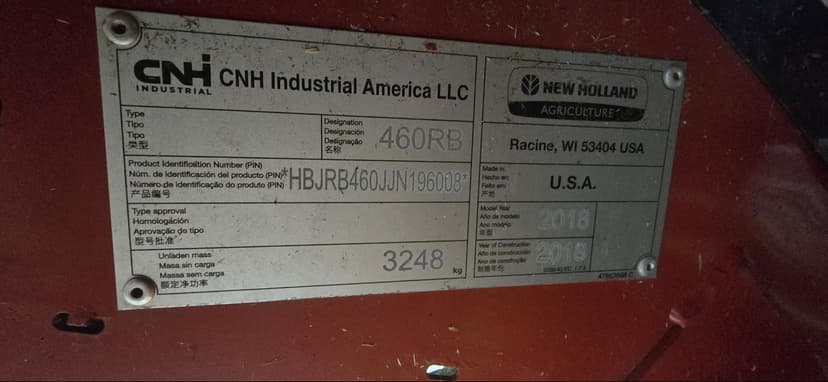 CNH INDUSTRIAL CNH Industrial America LLC
Type
Tipo
Tipo
类型
Designation
Designación
Designação
名称
460RB
Product Identification Number (PIN)
Núm. de identificación del producto (PIN)
Número de identificação do produto (PIN)
产品编号
*HBJRB460JJN196008*
Type approval
Homologación
Aprovação de tipo
型号批准
Unladen mass
Masa sin carga
Massa sem carga
额定净功率
3248 kg
NEW HOLLAND
AGRICULTURE
Racine, WI 53404 USA
Made in
Hecho en
Feito em
产地
U.S.A.
Model Year
Año de modelo
Ano modelo
年型
2018
Year of Construction
Año de construcción
Ano de construção
制造年份
2019